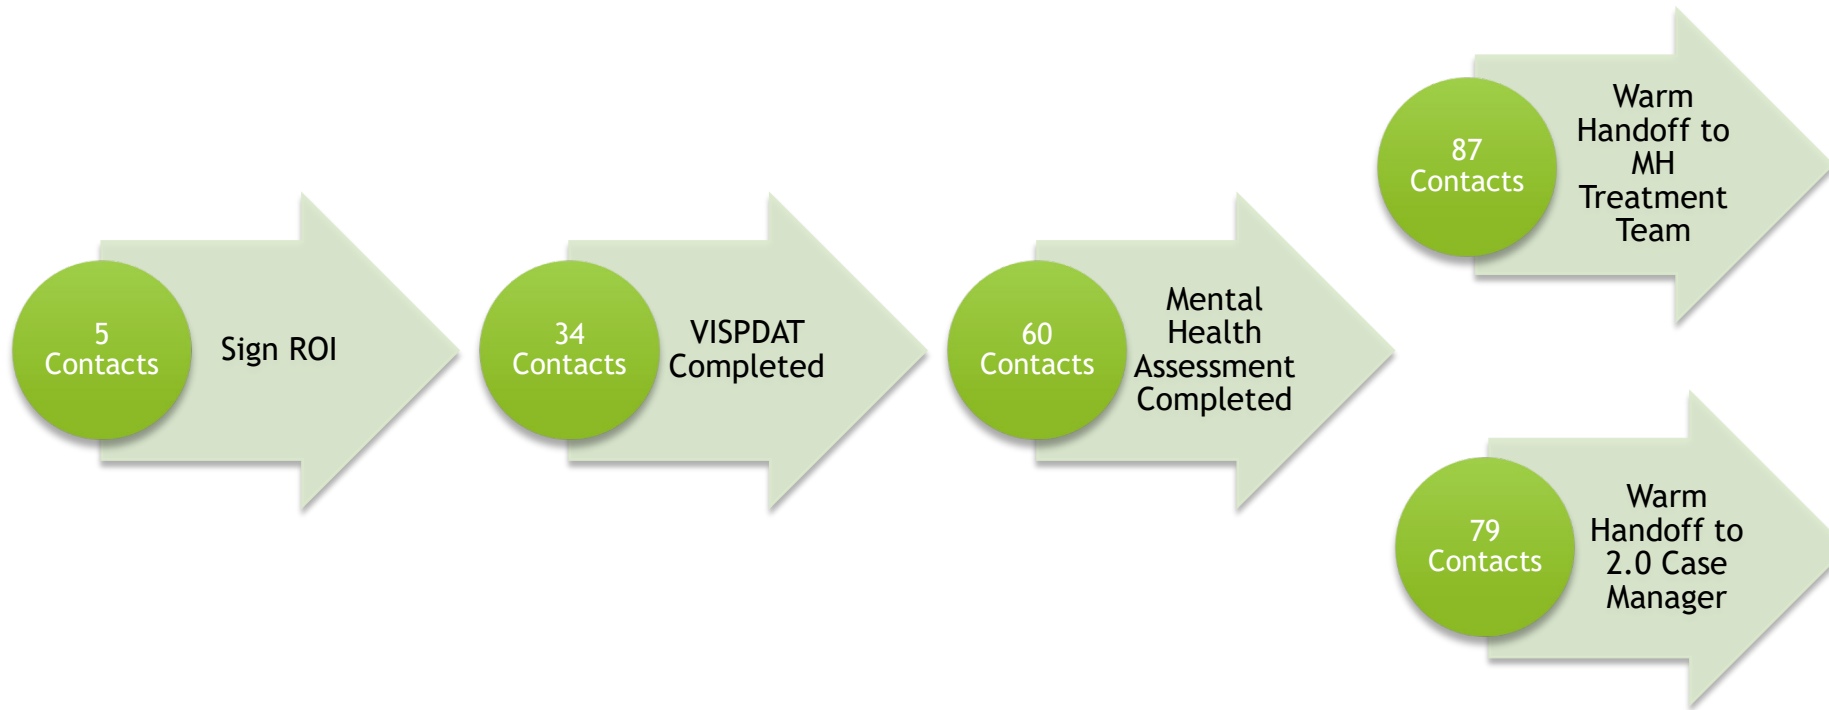 5
Contacts
Sign ROI
34
Contacts
VISPDAT
Completed
60
Contacts
Mental
Health
Assessment
Completed
87
Contacts
Warm
Handoff to
MH
Treatment
Team
79
Contacts
Warm
Handoff to
2.0 Case
Manager